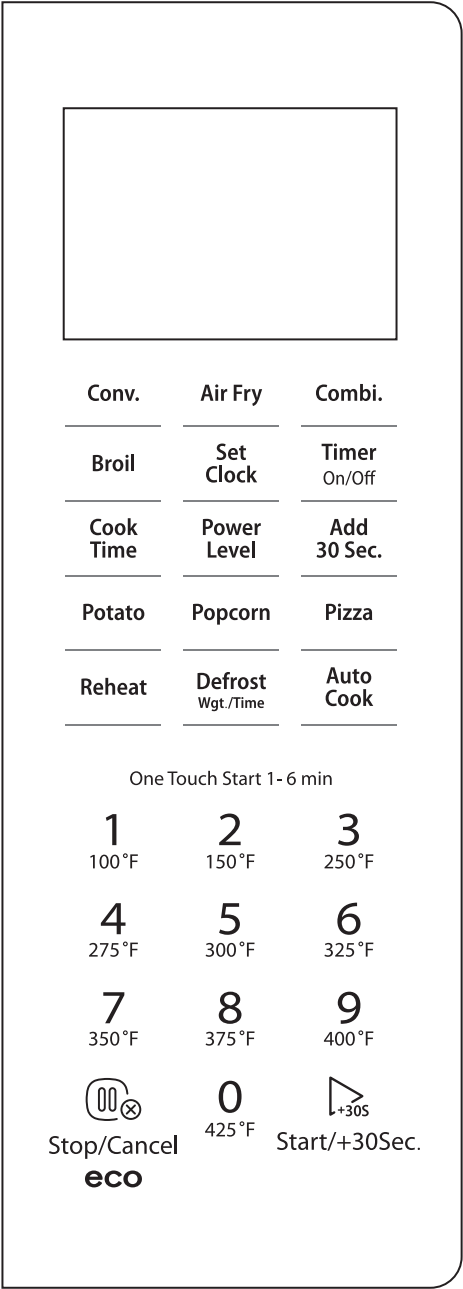 Conv. Air Fry Combi.
Broil Set Clock Timer On/Off
Cook Time Power Level Add 30 Sec.
Potato Popcorn Pizza
Reheat Defrost Wgt./Time Auto Cook
One Touch Start 1- 6 min
1 2 3
100°F 150°F 250°F
4 5 6
275°F 300°F 325°F
7 8 9
350°F 375°F 400°F
0 +30S
Stop/Cancel 425°F Start/+30Sec.
eco